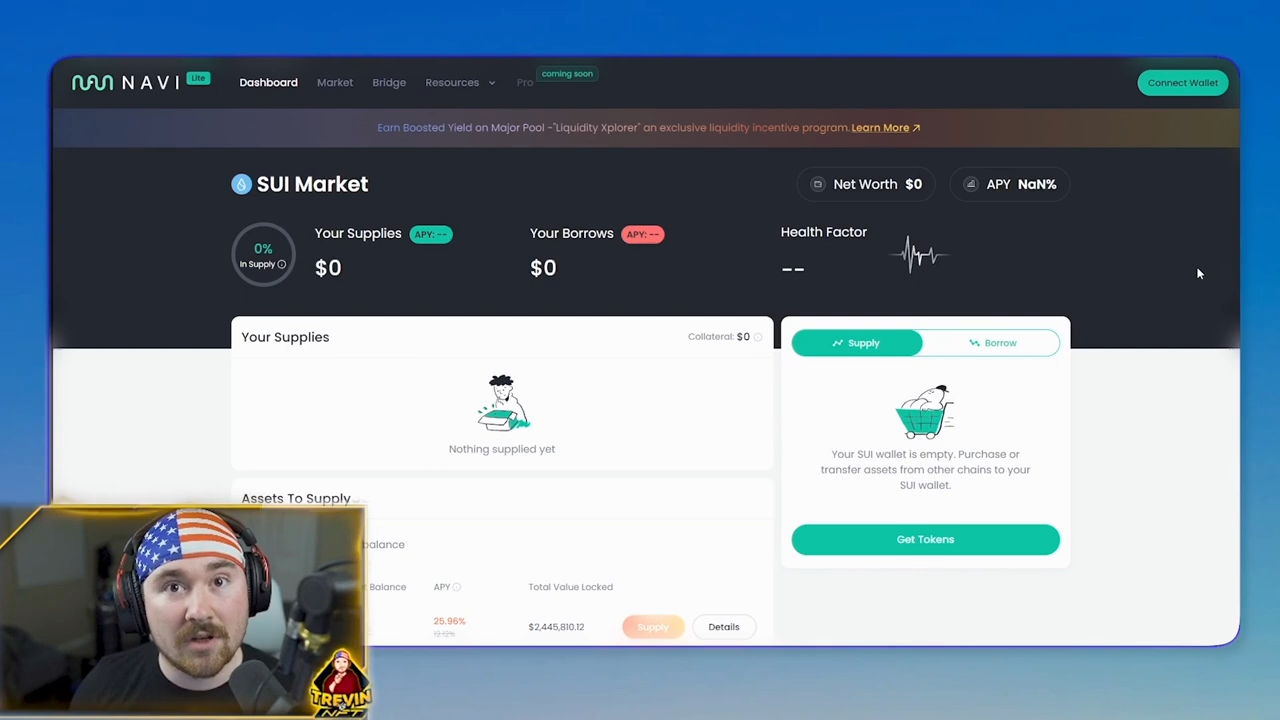 NAVI Lite Dashboard Market Bridge Resources Pro coming soon Connect Wallet
Earn Boosted Yield on Major Pool -"Liquidity Xplorer" an exclusive liquidity incentive program. Learn More
SUI Market Net Worth $0 APY NaN%
0%
In Supply
Your Supplies APY: --
$0
Your Borrows APY: --
$0
Health Factor
--
Your Supplies Collateral: $0
Nothing supplied yet
Supply Borrow
Your SUI wallet is empty. Purchase or
transfer assets from other chains to your
SUI wallet.
Get Tokens
Assets To Supply
balance
Balance APY Total Value Locked
25.96% $2,445,810.12 Supply Details
12.12%
TREVIN
NFT